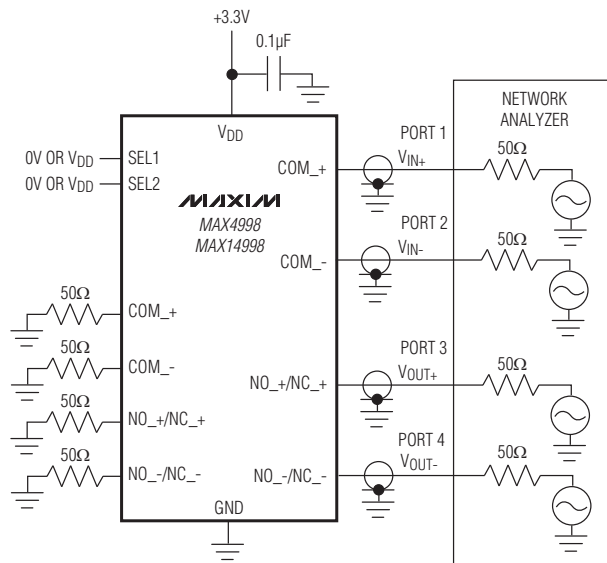 +3.3V
0.1µF
VDD
0V OR VDD
SEL1
0V OR VDD
SEL2
MAXIM
MAX4998
MAX14998
50Ω
COM_+
50Ω
COM_-
50Ω
NO_+/NC_+
50Ω
NO_-/NC_-
GND
COM_+
COM_-
NO_+/NC_+
NO_-/NC_-
PORT 1
VIN+
PORT 2
VIN-
PORT 3
VOUT+
PORT 4
VOUT-
NETWORK
ANALYZER
50Ω
50Ω
50Ω
50Ω